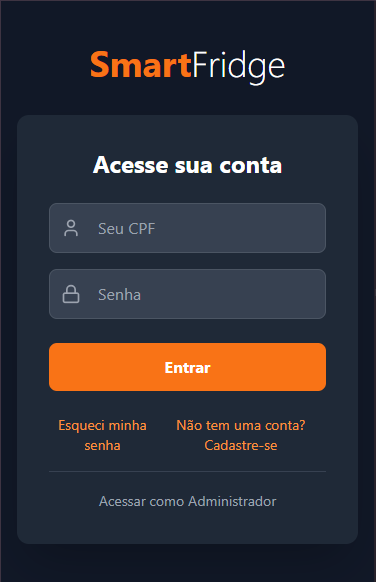 SmartFridge
Acesse sua conta
Seu CPF
Senha
Entrar
Esqueci minha
senha
Não tem uma conta?
Cadastre-se
Acessar como Administrador